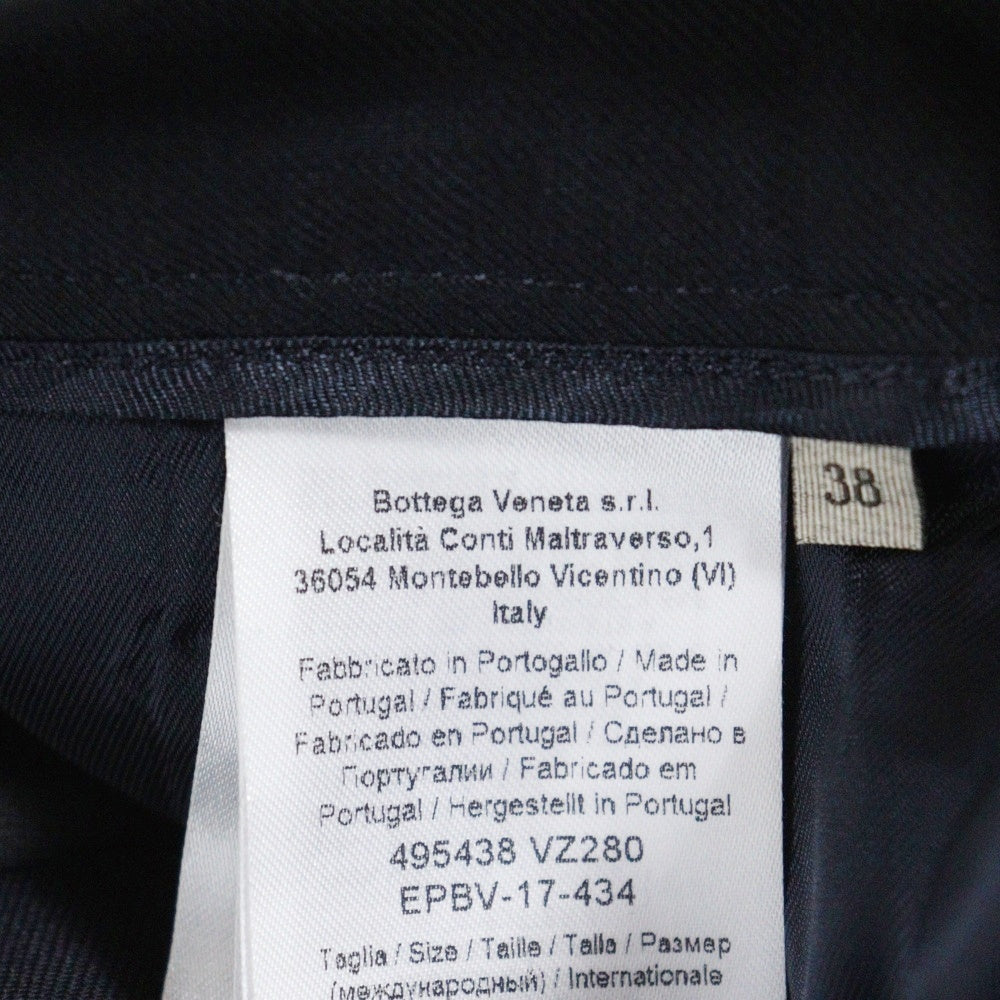 Bottega Veneta s.r.l.
Località Conti Maltraverso,1
36054 Montebello Vicentino (VI)
Italy
Fabbricato in Portogallo / Made in
Portugal / Fabriqué au Portugal /
Fabricado en Portugal / Сделано в
Португалии / Fabricado em
Portugal / Hergestellt in Portugal
495438 VZ280
EPBV-17-434
Taglia / Size / Taille / Talla / Размер
(международный) / Internationale
38